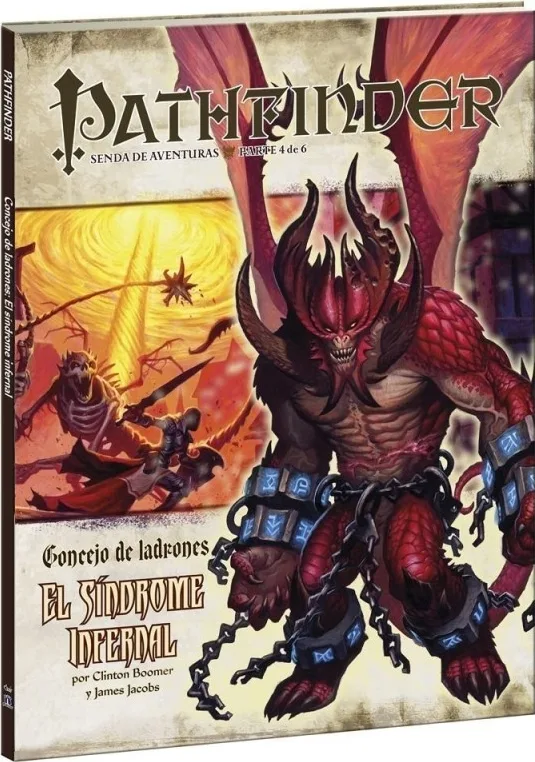 PATHFINDER
SENDA DE AVENTURAS PARTE 4 de 6
Concejo de ladrones
EL SÍNDROME
INFERNAL
por Clinton Boomer
y James Jacobs
PATHFINDER
Concejo de ladrones: El síndrome infernal